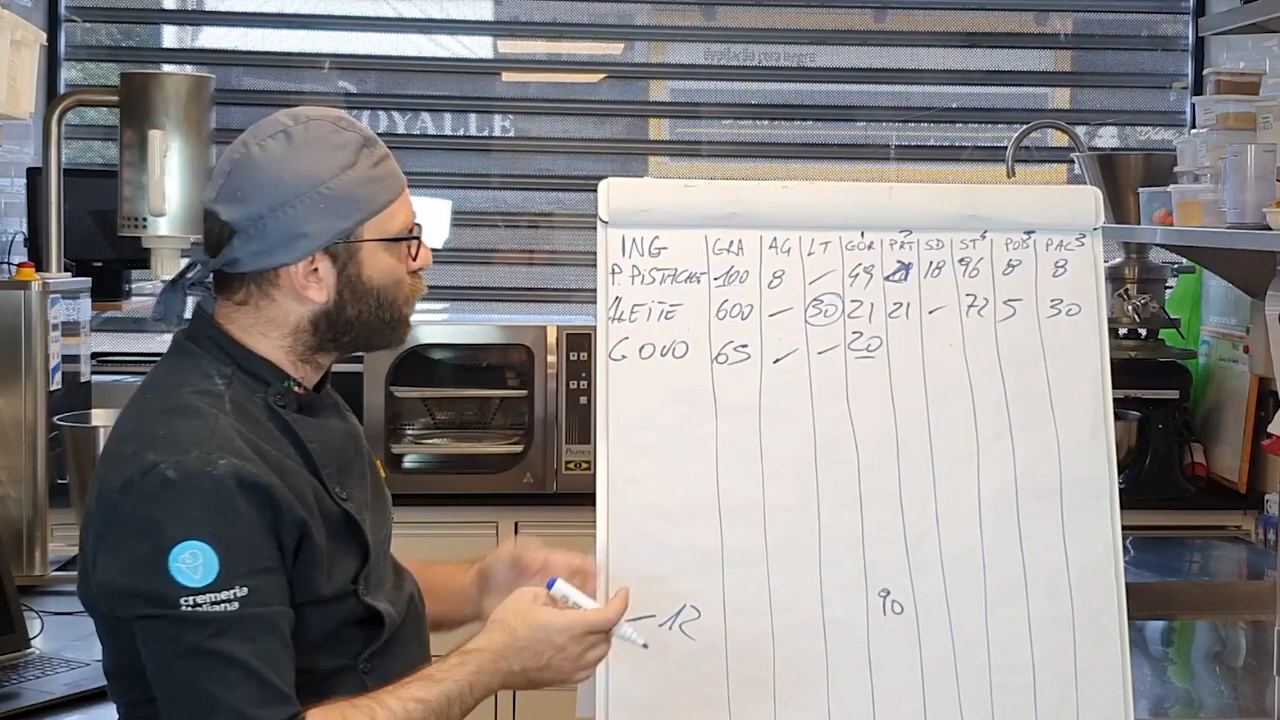 ROYALLE
ING GRA AG LT GOR PRT SD ST POD PAC
P. PISTACHE 100 8 – 49 18 96 8 8
LEITE 600 – 30 21 21 – 72 5 30
G OVO 65 – – 20
90
– 12
cremeria
italiana